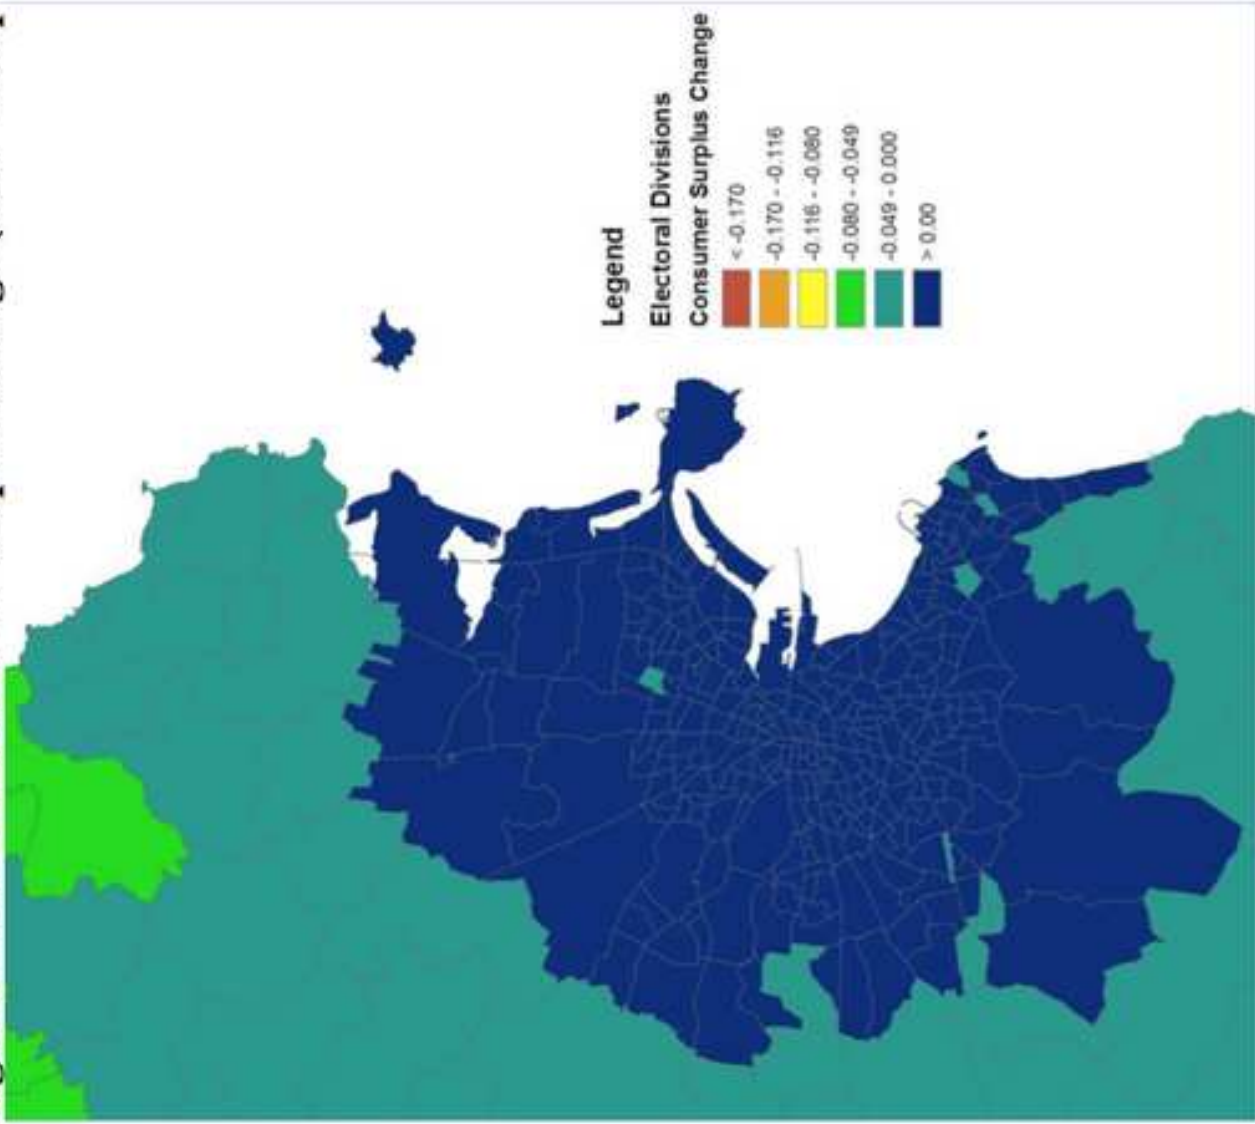 Legend
Electoral Divisions
Consumer Surplus Change
< -0.170
-0.170 - -0.116
-0.116 - -0.080
-0.080 - -0.049
-0.049 - 0.000
> 0.00